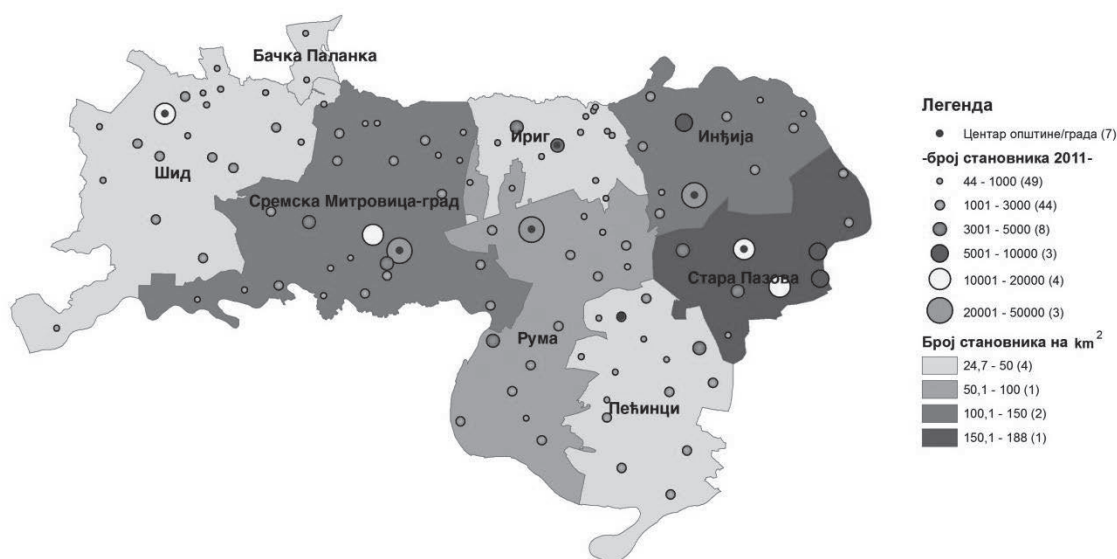 Бачка Паланка
Шид
Ириг
Инђија
Сремска Митровица-град
Стара Пазова
Рума
Пећинци
Легенда
Центар општине/града (7)
-број становника 2011-
44 - 1000 (49)
1001 - 3000 (44)
3001 - 5000 (8)
5001 - 10000 (3)
10001 - 20000 (4)
20001 - 50000 (3)
Број становника на km²
24,7 - 50 (4)
50,1 - 100 (1)
100,1 - 150 (2)
150,1 - 188 (1)